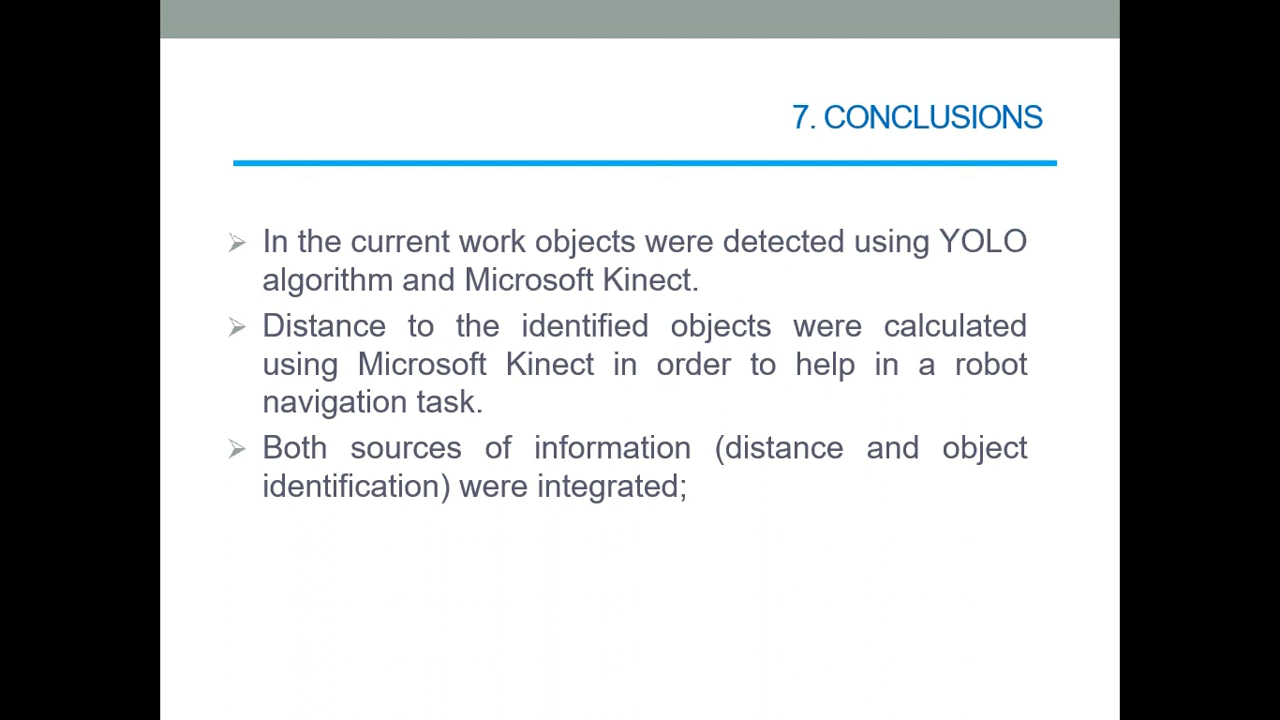 7. CONCLUSIONS
In the current work objects were detected using YOLO
algorithm and Microsoft Kinect.
Distance to the identified objects were calculated
using Microsoft Kinect in order to help in a robot
navigation task.
Both sources of information (distance and object
identification) were integrated;